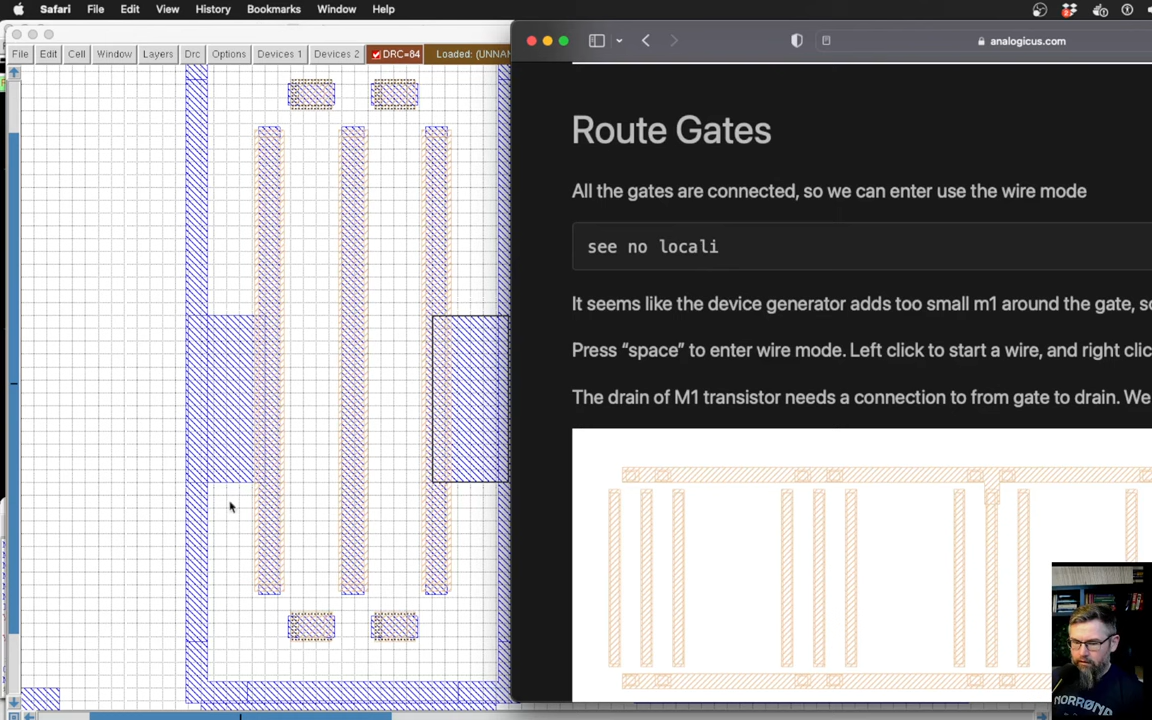 Safari File Edit View History Bookmarks Window Help
File Edit Cell Window Layers Drc Options Devices 1 Devices 2 DRC=84 Loaded: (UNNAN
analogicus.com
Route Gates
All the gates are connected, so we can enter use the wire mode
see no locali
It seems like the device generator adds too small m1 around the gate, so
Press “space” to enter wire mode. Left click to start a wire, and right clic
The drain of M1 transistor needs a connection to from gate to drain. We
NORRØNA